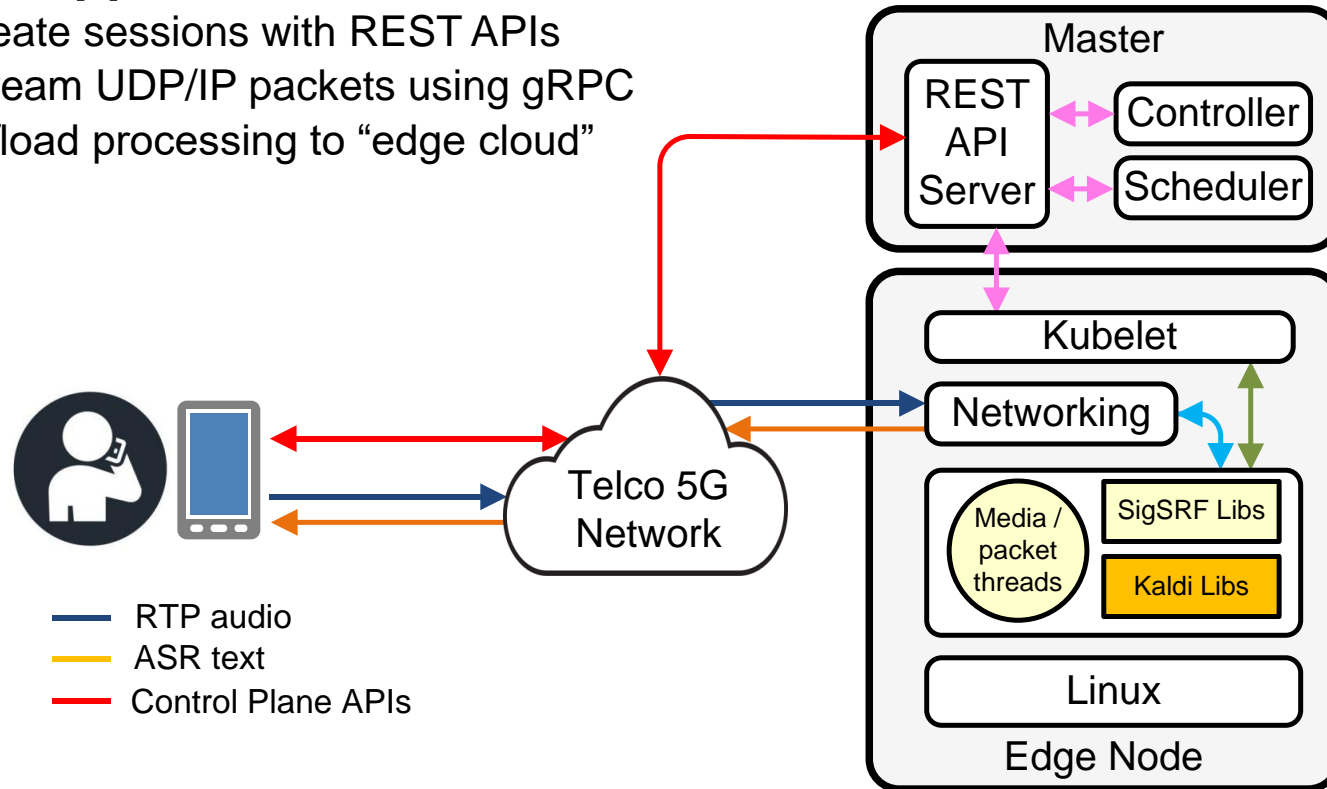 eate sessions with REST APIs
eam UDP/IP packets using gRPC
load processing to “edge cloud”
Master
REST
API
Server
Controller
Scheduler
Kubelet
Networking
Telco 5G
Network
Media /
packet
threads
SigSRF Libs
Kaldi Libs
Linux
Edge Node
RTP audio
ASR text
Control Plane APIs